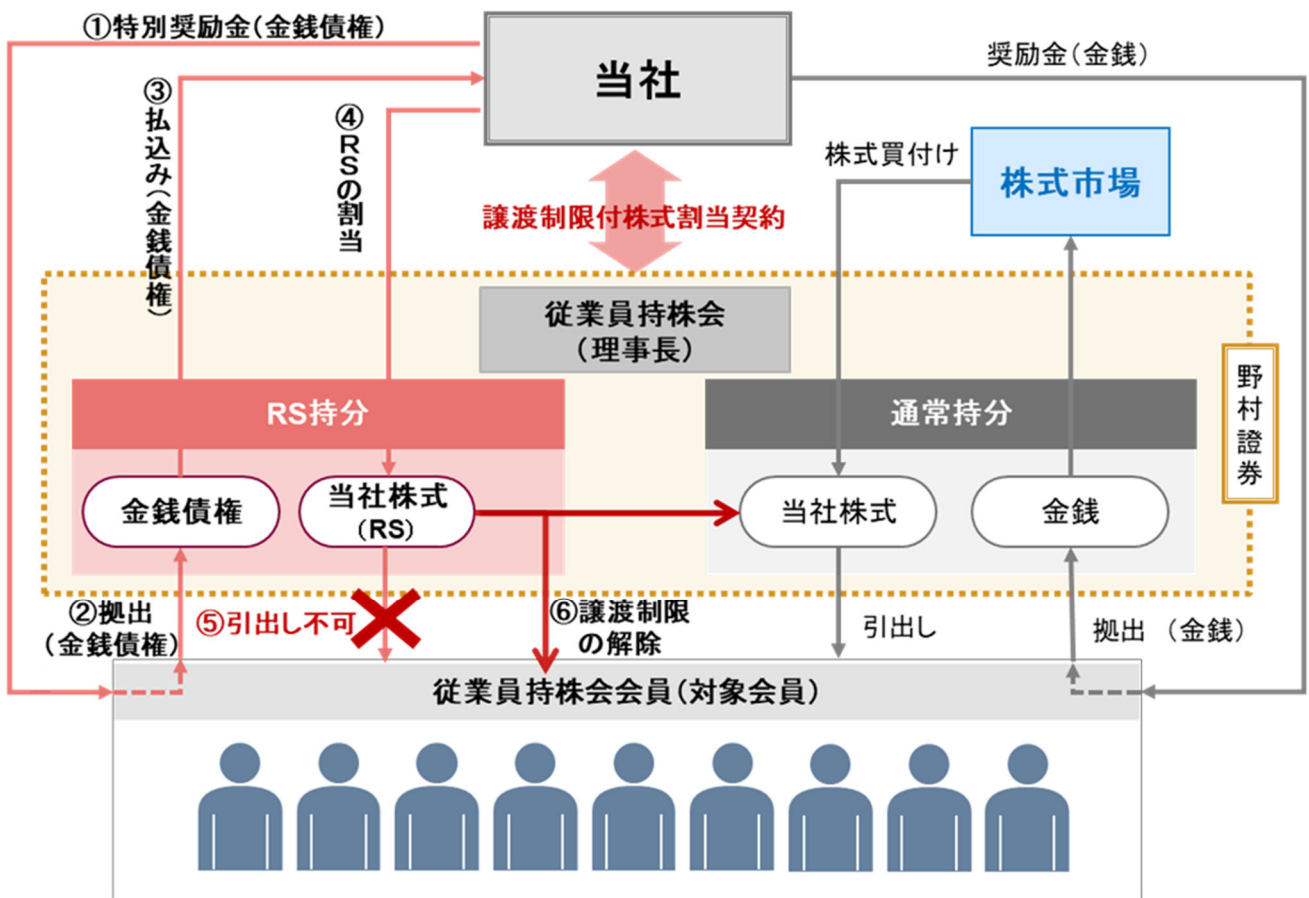 ①特別奨励金(金銭債権)
当社
奨励金(金銭)
③払込み(金銭債権)
④RSの割当
株式買付け
株式市場
譲渡制限付株式割当契約
従業員持株会
(理事長)
野村證券
RS持分
通常持分
金銭債権
当社株式
(RS)
当社株式
金銭
②拠出
(金銭債権)
⑤引出し不可
⑥譲渡制限
の解除
引出し
拠出 (金銭)
従業員持株会会員(対象会員)